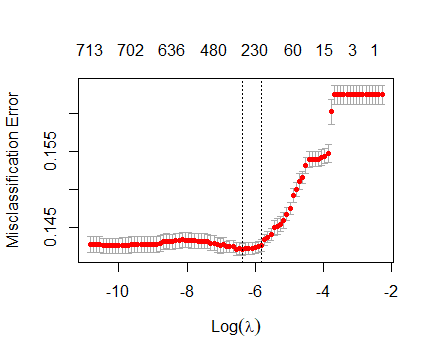 713 702 636 480 230 60 15 3 1
Misclassification Error
0.155
0.145
-10 -8 -6 -4 -2
Log(λ)